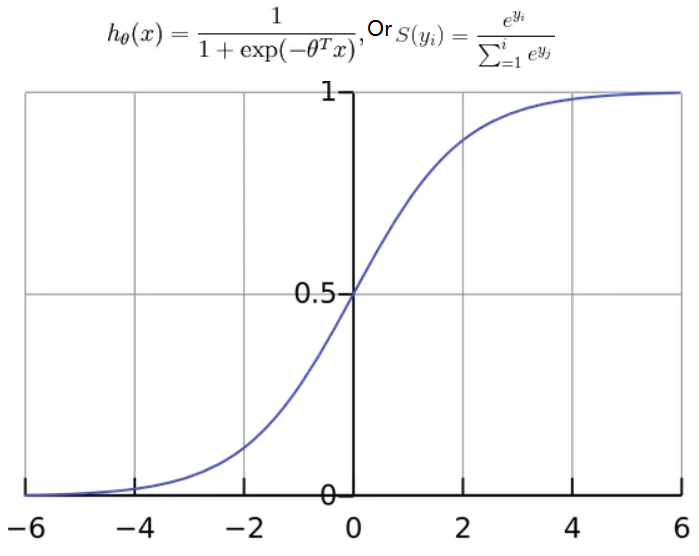 h_θ(x) = 1 / (1 + exp(−θ^T x)), Or S(y_i) = e^{y_i} / ∑_{=1}^{i} e^{y_j}
1
0.5
0
−6 −4 −2 0 2 4 6